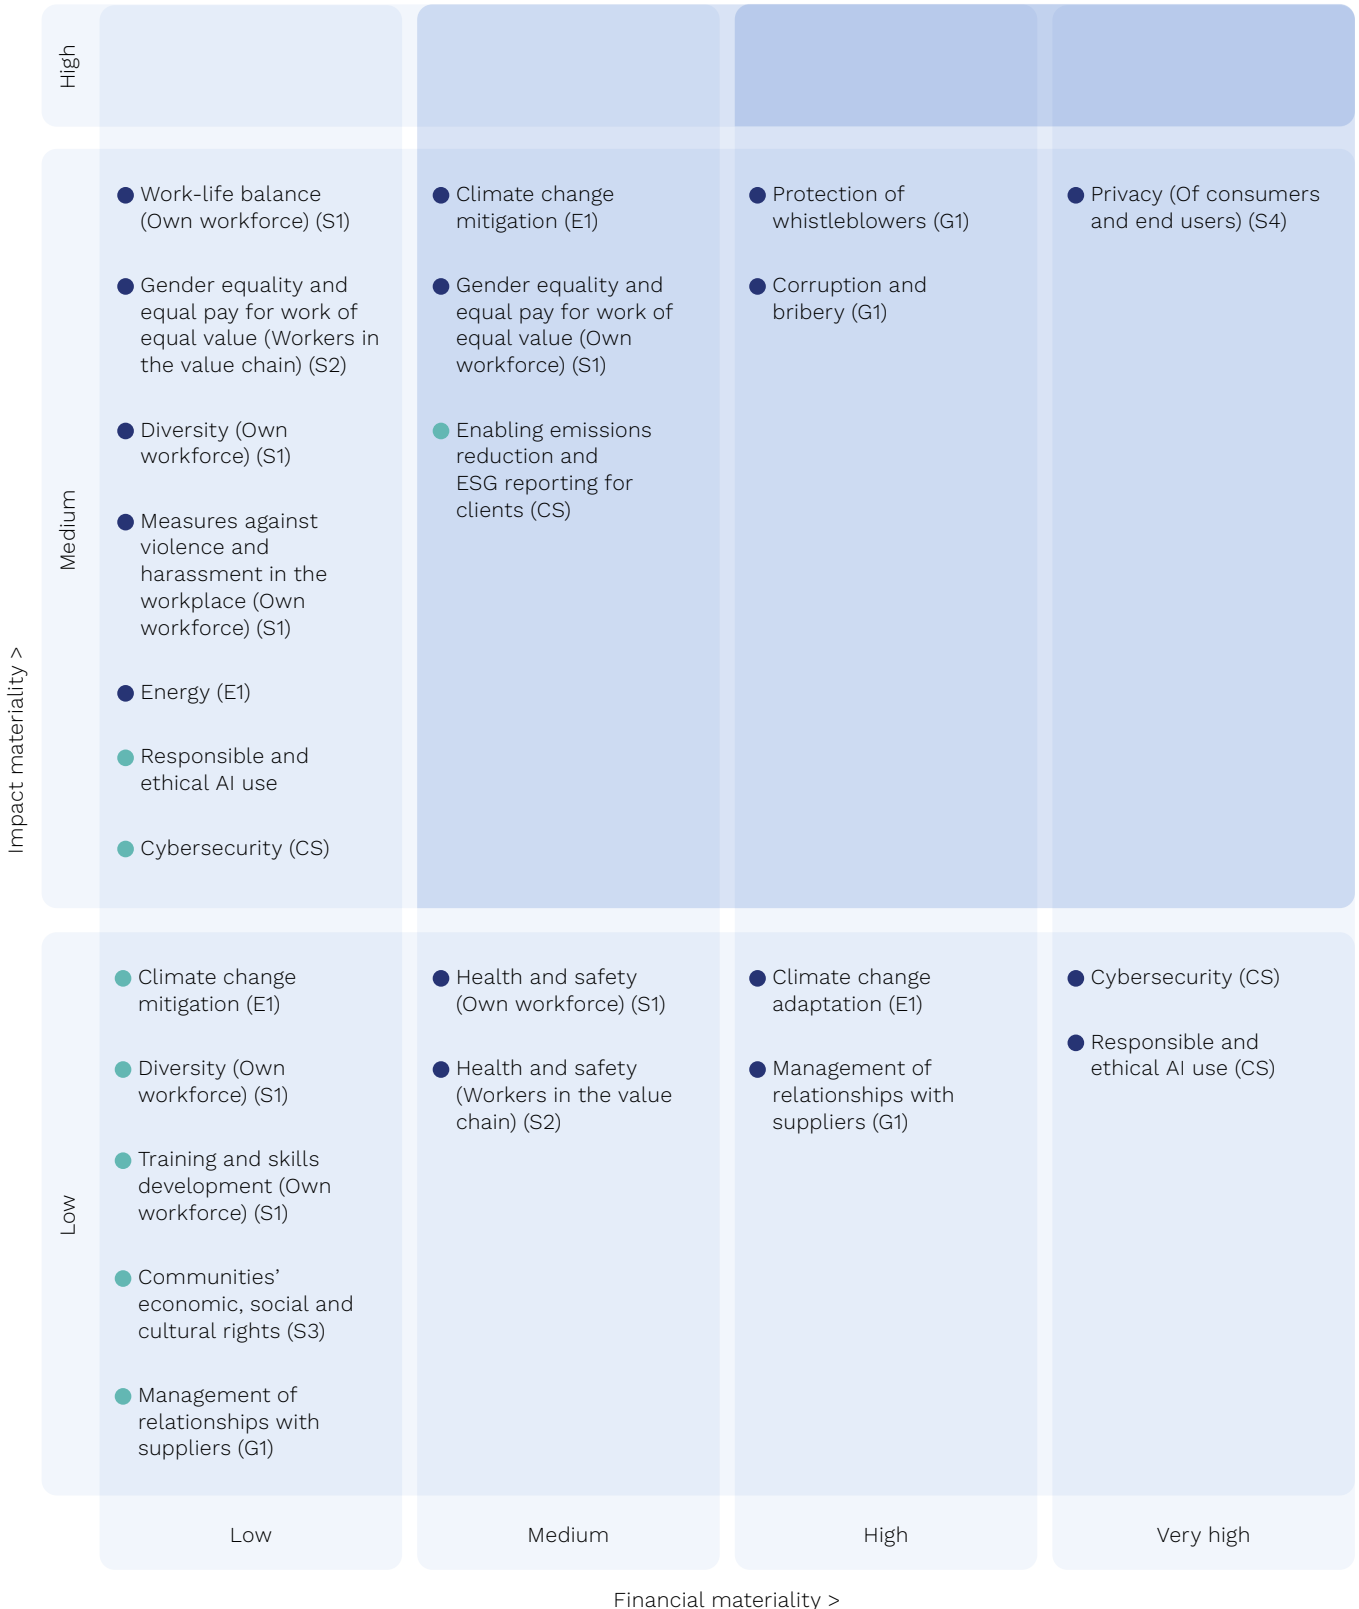 High
Medium
Work-life balance
(Own workforce) (S1)
Gender equality and
equal pay for work of
equal value (Workers in
the value chain) (S2)
Diversity (Own
workforce) (S1)
Measures against
violence and
harassment in the
workplace (Own
workforce) (S1)
Energy (E1)
Responsible and
ethical AI use
Cybersecurity (CS)
Climate change
mitigation (E1)
Gender equality and
equal pay for work of
equal value (Own
workforce) (S1)
Enabling emissions
reduction and
ESG reporting for
clients (CS)
Protection of
whistleblowers (G1)
Corruption and
bribery (G1)
Privacy (Of consumers
and end users) (S4)
Impact materiality >
Low
Climate change
mitigation (E1)
Diversity (Own
workforce) (S1)
Training and skills
development (Own
workforce) (S1)
Communities’
economic, social and
cultural rights (S3)
Management of
relationships with
suppliers (G1)
Health and safety
(Own workforce) (S1)
Health and safety
(Workers in the value
chain) (S2)
Climate change
adaptation (E1)
Management of
relationships with
suppliers (G1)
Cybersecurity (CS)
Responsible and
ethical AI use (CS)
Low
Medium
High
Very high
Financial materiality >